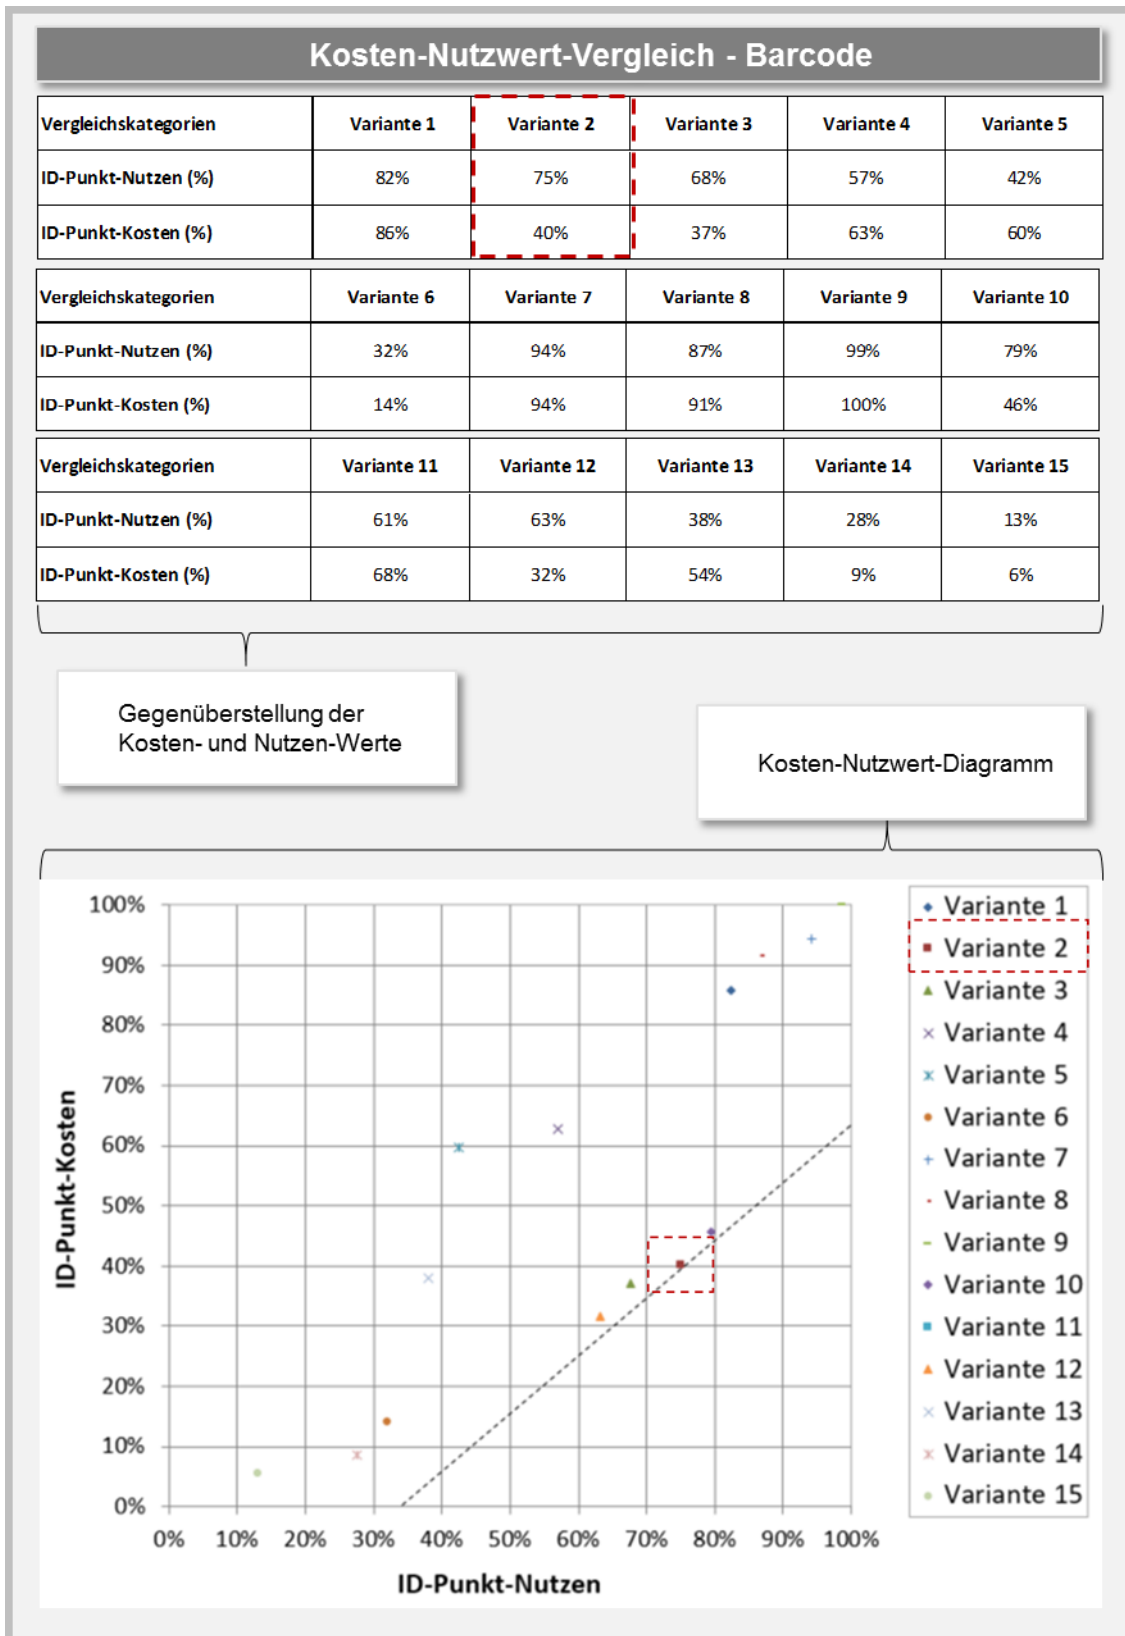 Kosten-Nutzwert-Vergleich - Barcode
Vergleichskategorien Variante 1 Variante 2 Variante 3 Variante 4 Variante 5
ID-Punkt-Nutzen (%) 82% 75% 68% 57% 42%
ID-Punkt-Kosten (%) 86% 40% 37% 63% 60%
Vergleichskategorien Variante 6 Variante 7 Variante 8 Variante 9 Variante 10
ID-Punkt-Nutzen (%) 32% 94% 87% 99% 79%
ID-Punkt-Kosten (%) 14% 94% 91% 100% 46%
Vergleichskategorien Variante 11 Variante 12 Variante 13 Variante 14 Variante 15
ID-Punkt-Nutzen (%) 61% 63% 38% 28% 13%
ID-Punkt-Kosten (%) 68% 32% 54% 9% 6%
Gegenüberstellung der
Kosten- und Nutzen-Werte
Kosten-Nutzwert-Diagramm
ID-Punkt-Kosten
100%
90%
80%
70%
60%
50%
40%
30%
20%
10%
0%
0% 10% 20% 30% 40% 50% 60% 70% 80% 90% 100%
ID-Punkt-Nutzen
Variante 1
Variante 2
Variante 3
Variante 4
Variante 5
Variante 6
Variante 7
Variante 8
Variante 9
Variante 10
Variante 11
Variante 12
Variante 13
Variante 14
Variante 15